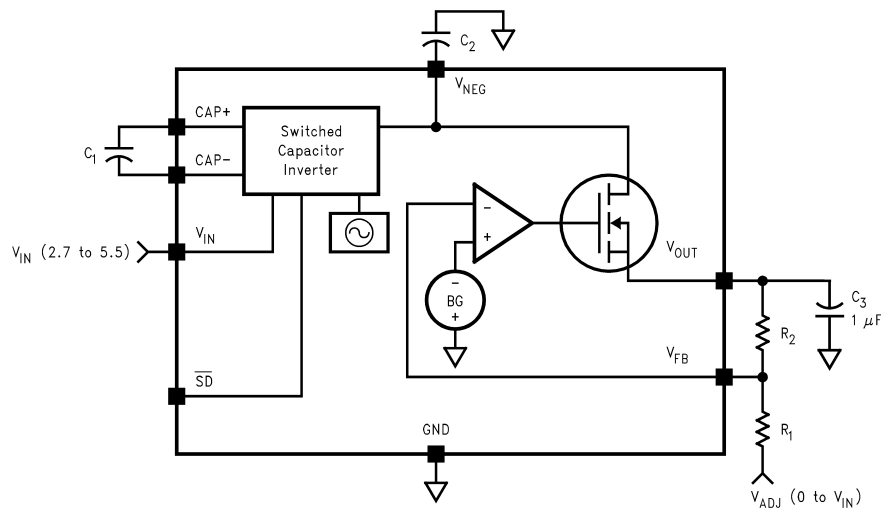 C2
VNEG
CAP+
Switched
Capacitor
Inverter
C1
CAP-
VIN
VIN (2.7 to 5.5)
-
+
VOUT
-
BG
+
C3
1 μF
R2
VFB
SD
GND
R1
VADJ (0 to VIN)